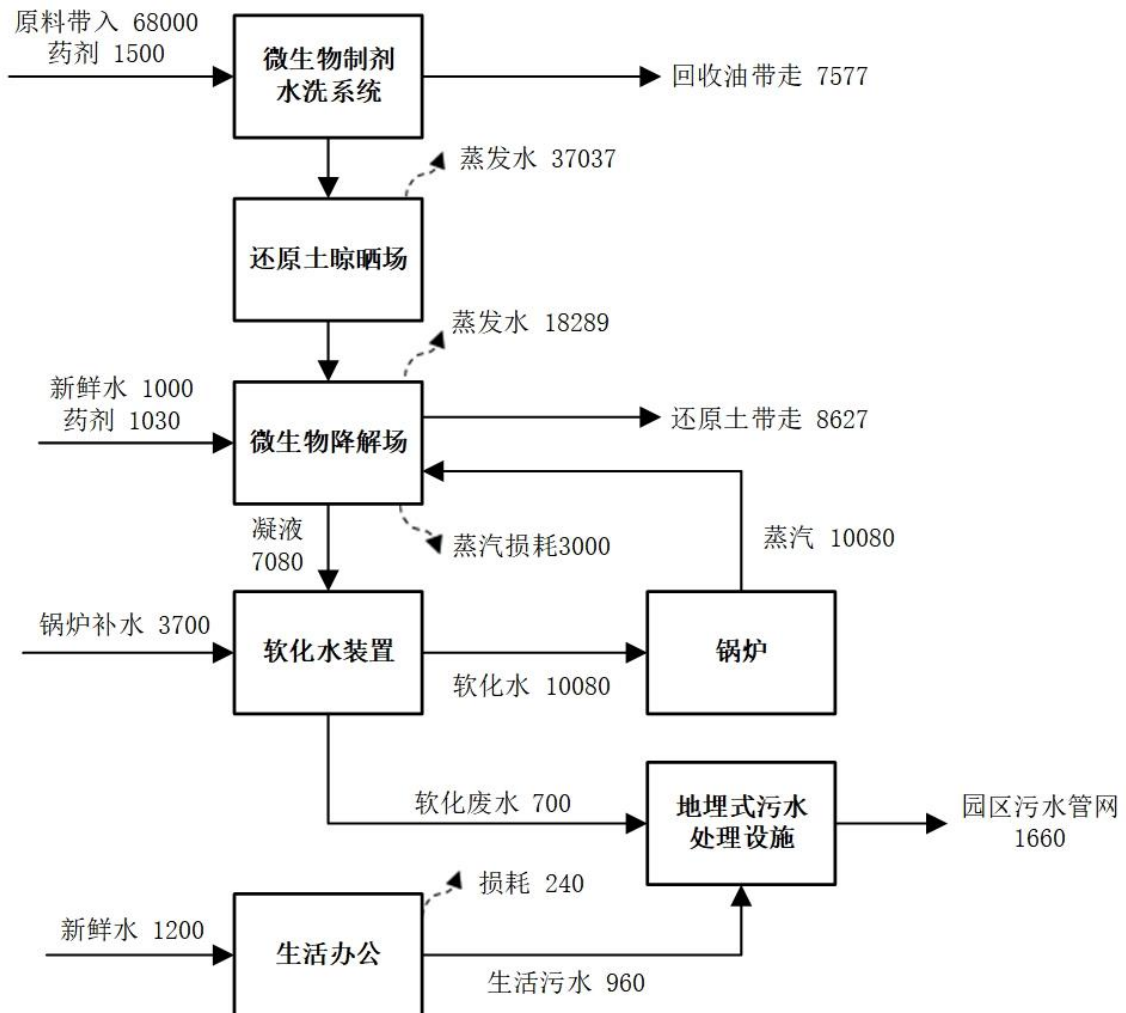 原料带入 68000
药剂 1500
微生物制剂
水洗系统
回收油带走 7577
蒸发水 37037
还原土晾晒场
蒸发水 18289
新鲜水 1000
药剂 1030
微生物降解场
还原土带走 8627
凝液
7080
蒸汽损耗3000
蒸汽 10080
锅炉补水 3700
软化水装置
软化水 10080
锅炉
软化废水 700
地埋式污水
处理设施
园区污水管网
1660
损耗 240
新鲜水 1200
生活办公
生活污水 960